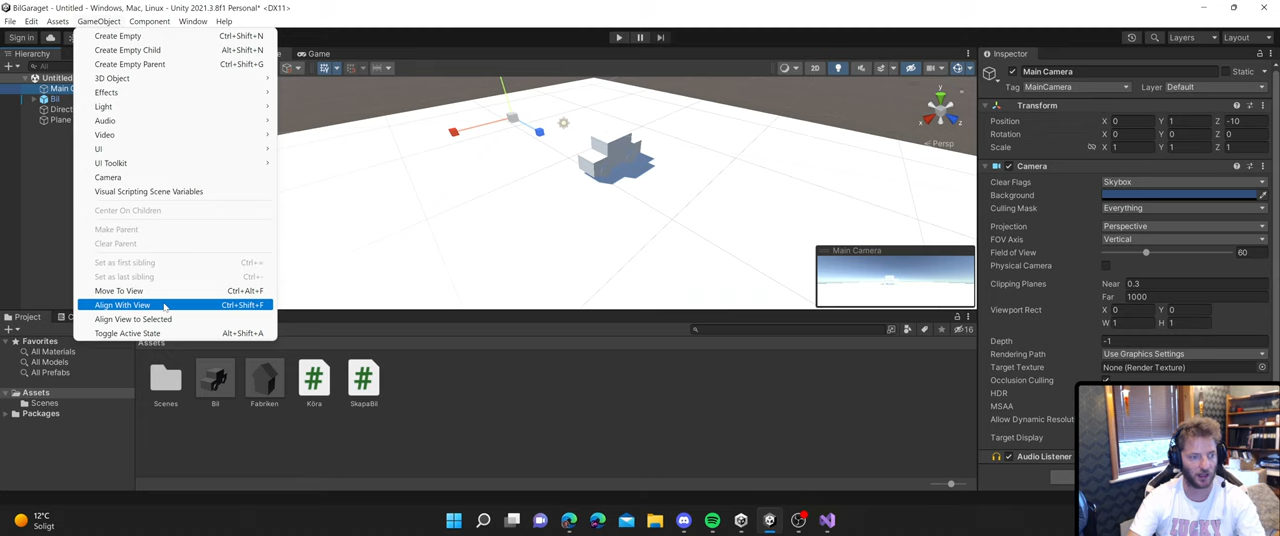 BilGaraget - Untitled - Windows, Mac, Linux - Unity 2021.3.8f1 Personal* <DX11>
File Edit Assets GameObject Component Window Help
Sign in Layers Layout
Create Empty Ctrl+Shift+N
Create Empty Child Alt+Shift+N
Create Empty Parent Ctrl+Shift+G
3D Object
Effects
Light
Audio
Video
UI
UI Toolkit
Camera
Visual Scripting Scene Variables
Center On Children
Make Parent
Clear Parent
Set as first sibling Ctrl+=
Set as last sibling Ctrl+-
Move To View Ctrl+Alt+F
Align With View Ctrl+Shift+F
Align View to Selected
Toggle Active State Alt+Shift+A
Hierarchy
All
Untitled
Main C
Bil
Direct
Plane
Game
2D
y
x
z
Persp
Main Camera
Inspector
Main Camera Static
Tag MainCamera Layer Default
Transform
Position X 0 Y 1 Z -10
Rotation X 0 Y 0 Z 0
Scale X 1 Y 1 Z 1
Camera
Clear Flags Skybox
Background
Culling Mask Everything
Projection Perspective
FOV Axis Vertical
Field of View 60
Physical Camera
Clipping Planes Near 0.3
Far 1000
Viewport Rect X 0 Y 0
W 1 H 1
Depth -1
Rendering Path Use Graphics Settings
Target Texture None (Render Texture)
Occlusion Culling
HDR
MSAA
Allow Dynamic Resolut
Target Display
Audio Listener
Project C
16
Favorites
All Materials
All Models
All Prefabs
Assets
Scenes
Packages
Assets
Scenes Bil Fabriken Köra SkapaBil
12°C
Soligt
LUCKY